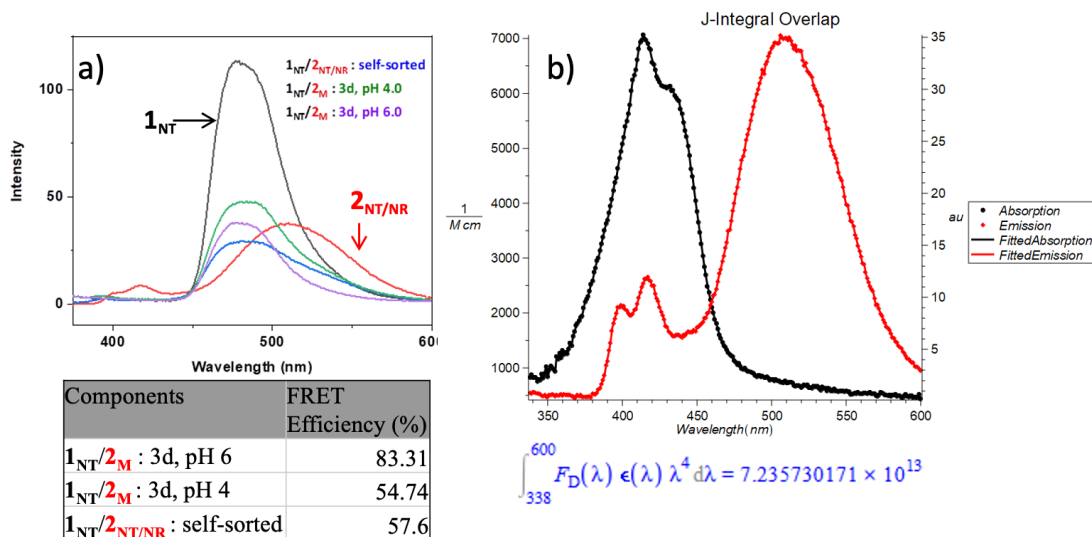 a)
1NT/2NT/NR : self-sorted
1NT/2M : 3d, pH 4.0
1NT/2M : 3d, pH 6.0
1NT
2NT/NR
100
50
0
Intensity
400
500
60
Wavelength (nm)
Components FRET Efficiency (%)
1NT/2M : 3d, pH 6 83.31
1NT/2M : 3d, pH 4 54.74
1NT/2NT/NR : self-sorted 57.6
J-Integral Overlap
b)
7000
6000
5000
4000
3000
2000
1000
1/M cm
35
30
25
20
15
10
5
au
350
400
450
500
550
600
Wavelength( nm)
Absorption
Emission
FittedAbsorption
FittedEmission
∫338^600 FD(λ) ϵ(λ) λ^4 dλ = 7.235730171 × 10^13